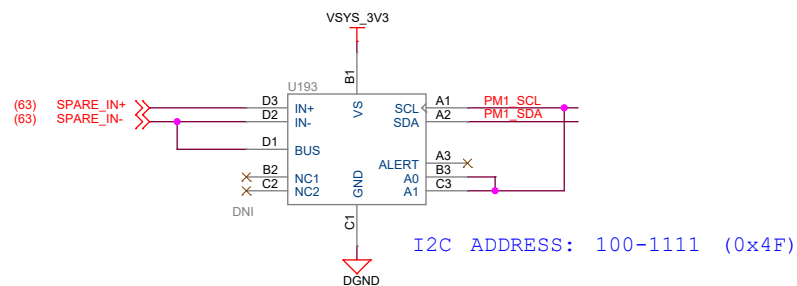 VSYS_3V3
B1
U193
(63) SPARE_IN+ D3 IN+ VS SCL A1 PM1_SCL
(63) SPARE_IN- D2 IN- SDA A2 PM1_SDA
D1 BUS
ALERT A3
B2 NC1 A0 B3
C2 NC2 GND A1 C3
DNI
C1
I2C ADDRESS: 100-1111 (0x4F)
DGND